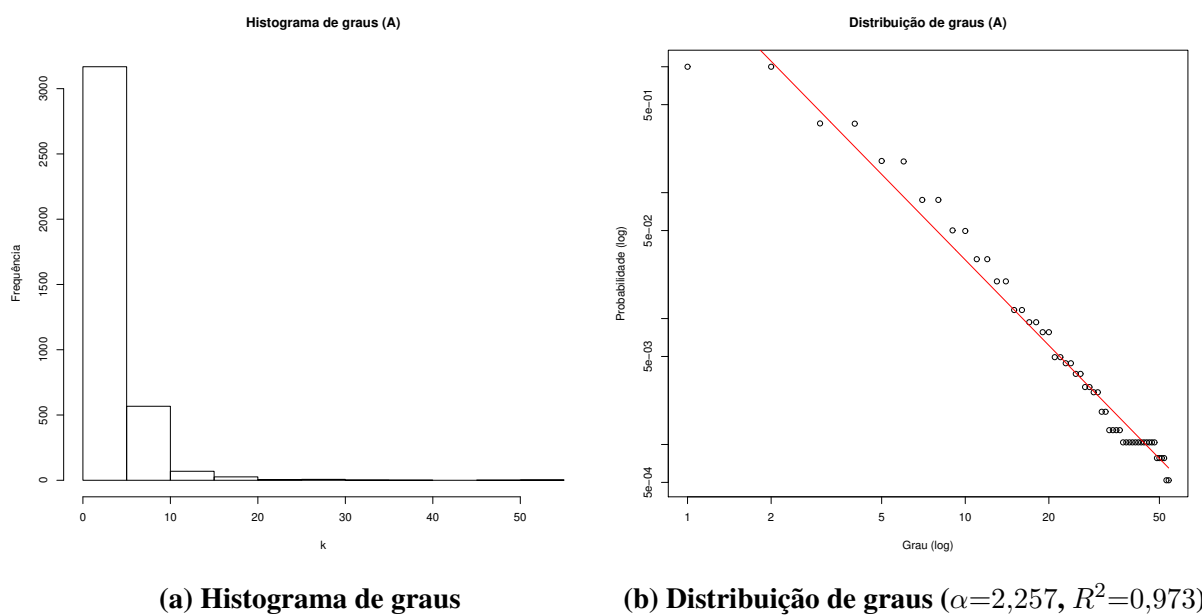 Histograma de graus (A)
Frequência
3000
2500
2000
1500
1000
500
0
0 10 20 30 40 50
k
(a) Histograma de graus
Distribuição de graus (A)
Probabilidade (log)
5e−01
5e−02
5e−03
5e−04
1 2 5 10 20 50
Grau (log)
(b) Distribuição de graus (α=2,257, R²=0,973)